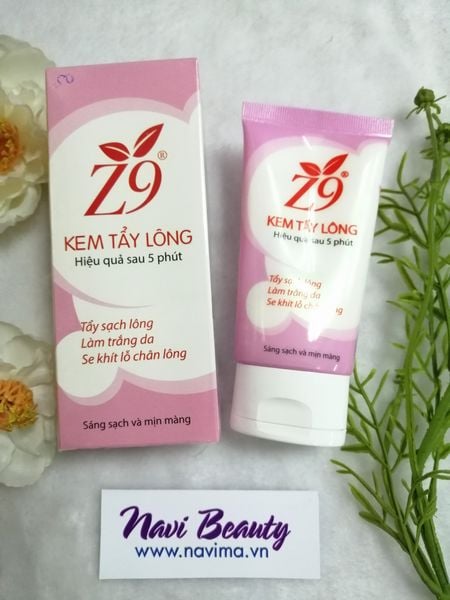 Z9®
KEM TẨY LÔNG
Hiệu quả sau 5 phút
Tẩy sạch lông
Làm trắng da
Se khít lỗ chân lông
Sáng sạch và mịn màng
Z9®
KEM TẨY LÔNG
Hiệu quả sau 5 phút
Tẩy sạch lông
Làm trắng da
Se khít lỗ chân lông
Sáng sạch và mịn màng
Navi Beauty
www.navima.vn